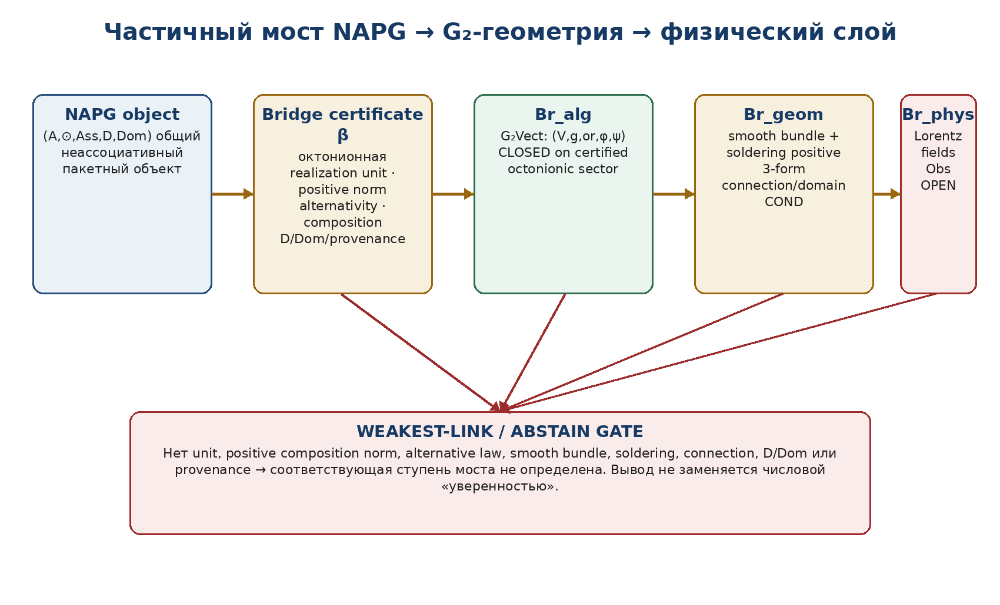 Частичный мост NAPG → G₂-геометрия → физический слой
NAPG object
(A,⊙,Ass,D,Dom) общий
неассоциативный
пакетный объект
Bridge certificate
β
октонионная
realization unit ·
positive norm
alternativity ·
composition
D/Dom/provenance
Br_alg
G₂Vect: (V,g,or,φ,ψ)
CLOSED on certified
octonionic sector
Br_geom
smooth bundle +
soldering positive
3-form
connection/domain
COND
Br_phys
Lorentz
fields
Obs
OPEN
WEAKEST-LINK / ABSTAIN GATE
Нет unit, positive composition norm, alternative law, smooth bundle, soldering, connection, D/Dom или
provenance → соответствующая ступень моста не определена. Вывод не заменяется числовой
«уверенностью».